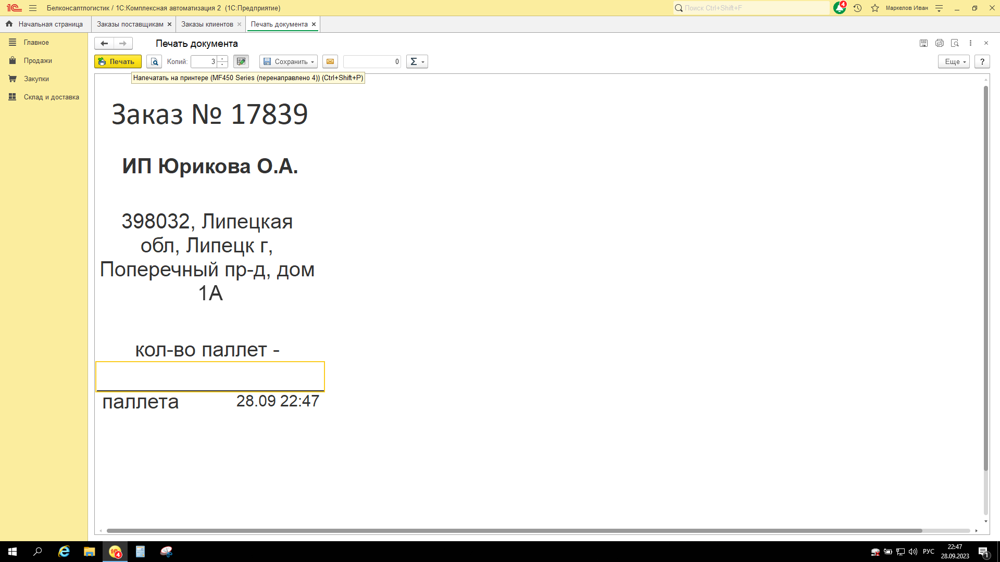 Белконсалтлогистик / 1С:Комплексная автоматизация 2 (1С:Предприятие)
Поиск Ctrl+Shift+F
4
Маркелов Иван
Начальная страница
Заказы поставщикам
Заказы клиентов
Печать документа
Главное
Продажи
Закупки
Склад и доставка
Печать документа
Печать
Копий:
3
Сохранить
0
Σ
Еще
?
Напечатать на принтере (MF450 Series (перенаправлено 4)) (Ctrl+Shift+P)
Заказ № 17839
ИП Юрикова О.А.
398032, Липецкая
обл, Липецк г,
Поперечный пр-д, дом
1А
кол-во паллет -
паллета
28.09 22:47
4
РУС
22:47
28.09.2023
1